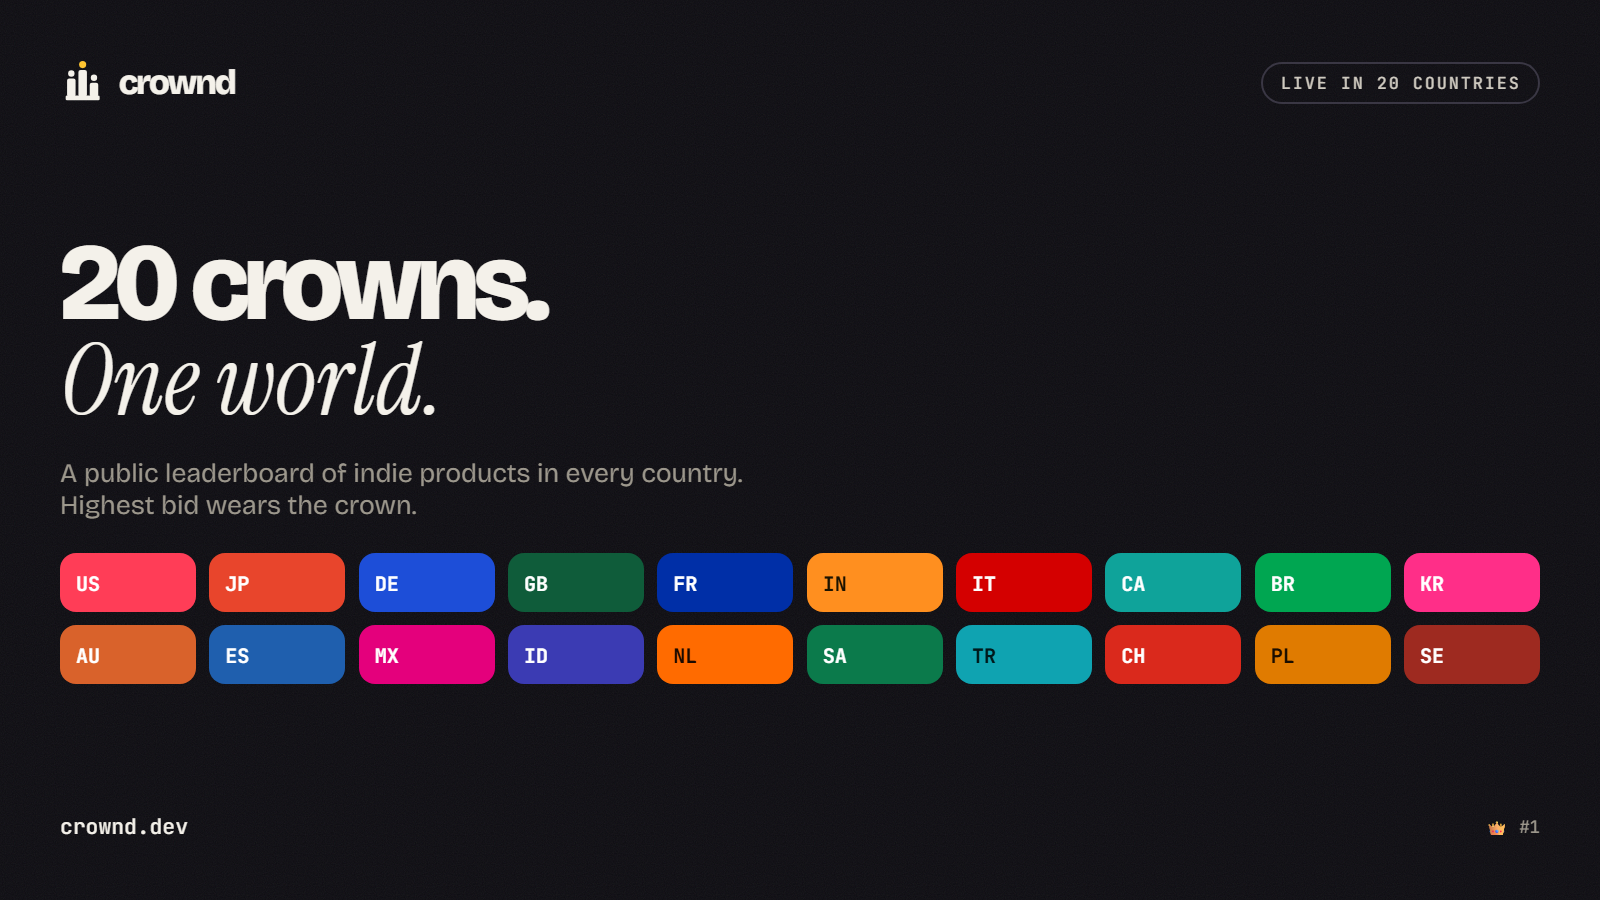 crownd
LIVE IN 20 COUNTRIES
20 crowns.
One world.
A public leaderboard of indie products in every country.
Highest bid wears the crown.
US JP DE GB FR IN IT CA BR KR
AU ES MX ID NL SA TR CH PL SE
crownd.dev
#1